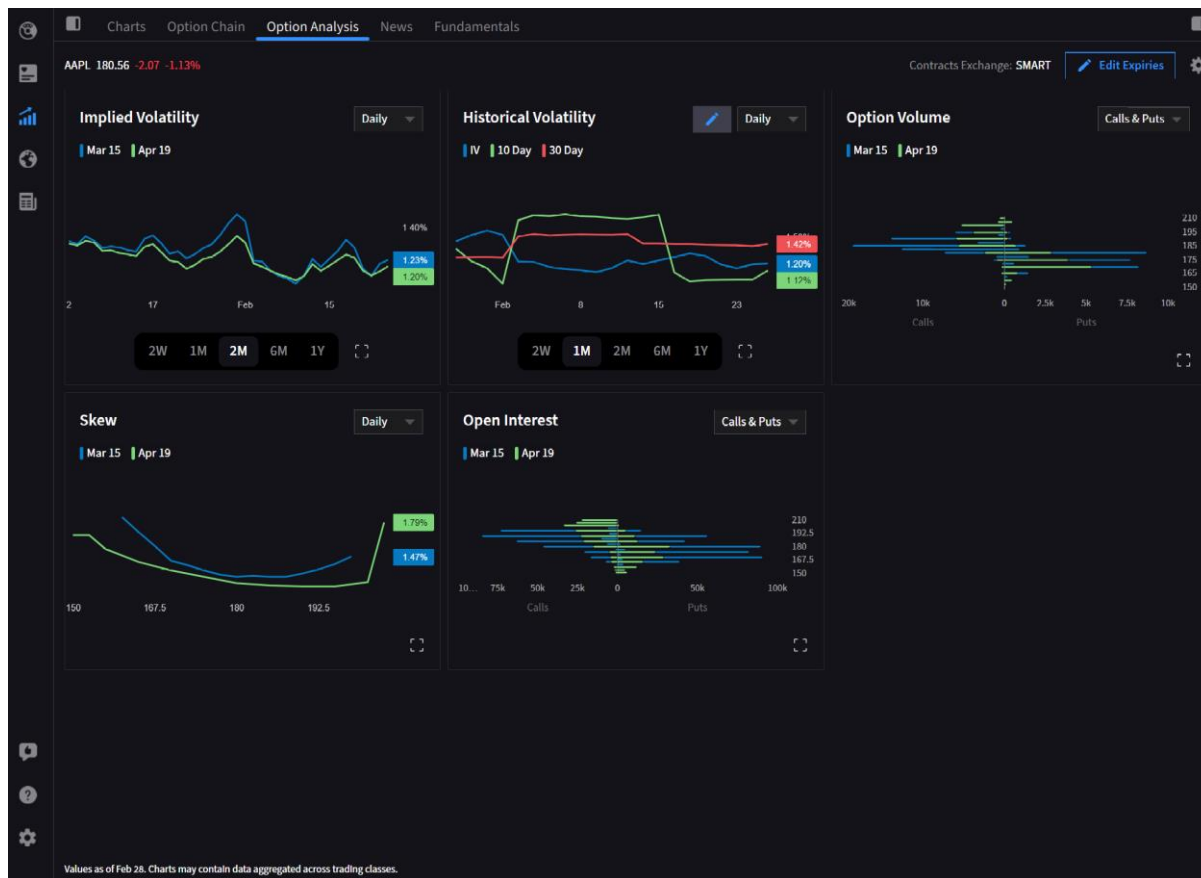 Charts Option Chain Option Analysis News Fundamentals
AAPL 180.56 -2.07 -1.13%
Contracts Exchange: SMART
Edit Expiries
Implied Volatility
Daily
Mar 15 Apr 19
1 40%
1.23%
1.20%
2 17 Feb 15
2W 1M 2M 6M 1Y
Historical Volatility
Daily
IV 10 Day 30 Day
1.42%
1.20%
1 12%
Feb 8 15 23
2W 1M 2M 6M 1Y
Option Volume
Calls & Puts
Mar 15 Apr 19
210
195
185
175
165
150
20k 10k 0 2.5k 5k 7.5k 10k
Calls Puts
Skew
Daily
Mar 15 Apr 19
1.79%
1.47%
150 167.5 180 192.5
Open Interest
Calls & Puts
Mar 15 Apr 19
210
192.5
180
167.5
150
10... 75k 50k 25k 0 50k 100k
Calls Puts
Values as of Feb 28. Charts may contain data aggregated across trading classes.